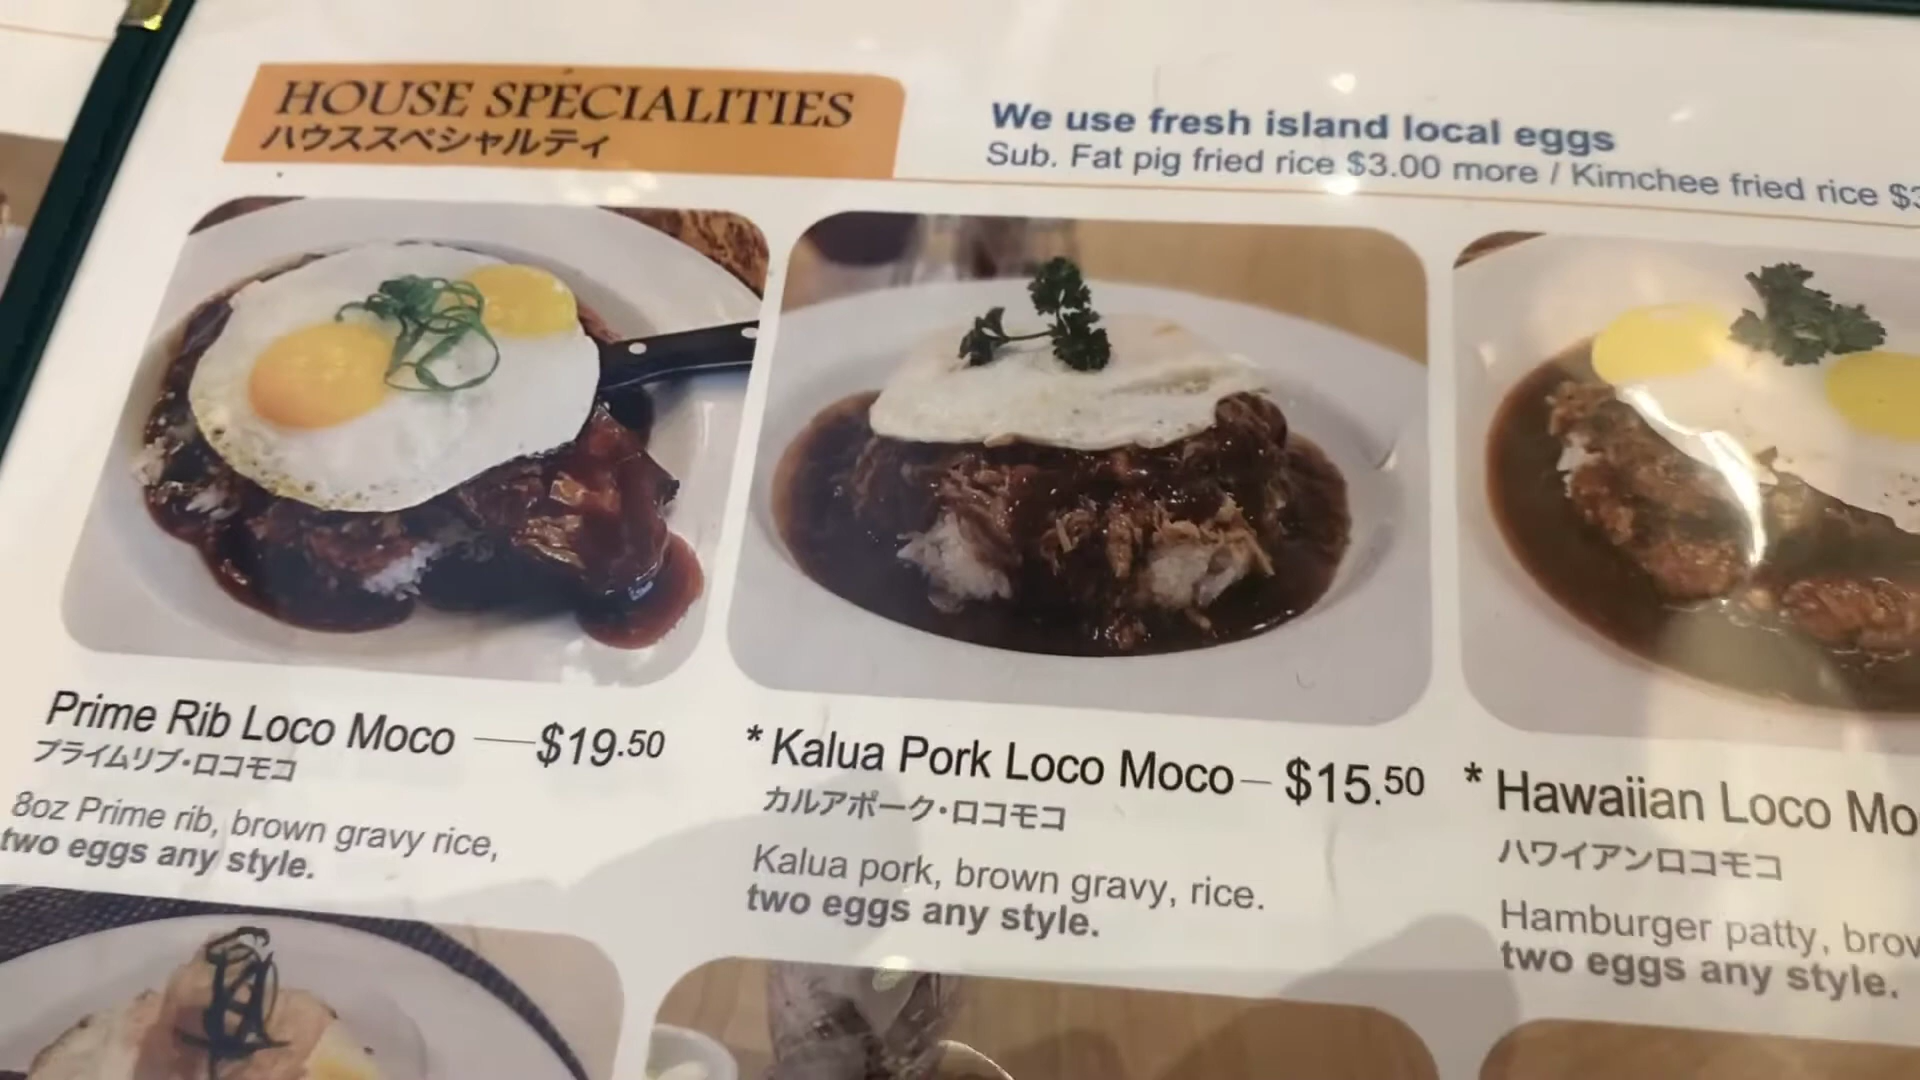 HOUSE SPECIALITIES
ハウススペシャルティ
We use fresh island local eggs
Sub. Fat pig fried rice $3.00 more / Kimchee fried rice
Prime Rib Loco Moco $19.50
プライムリブ・ロコモコ
8oz Prime rib, brown gravy rice,
two eggs any style.
* Kalua Pork Loco Moco $15.50
カルアポーク・ロコモコ
Kalua pork, brown gravy, rice.
two eggs any style.
* Hawaiian Loco Mo
ハワイアンロコモコ
Hamburger patty, brow
two eggs any style.